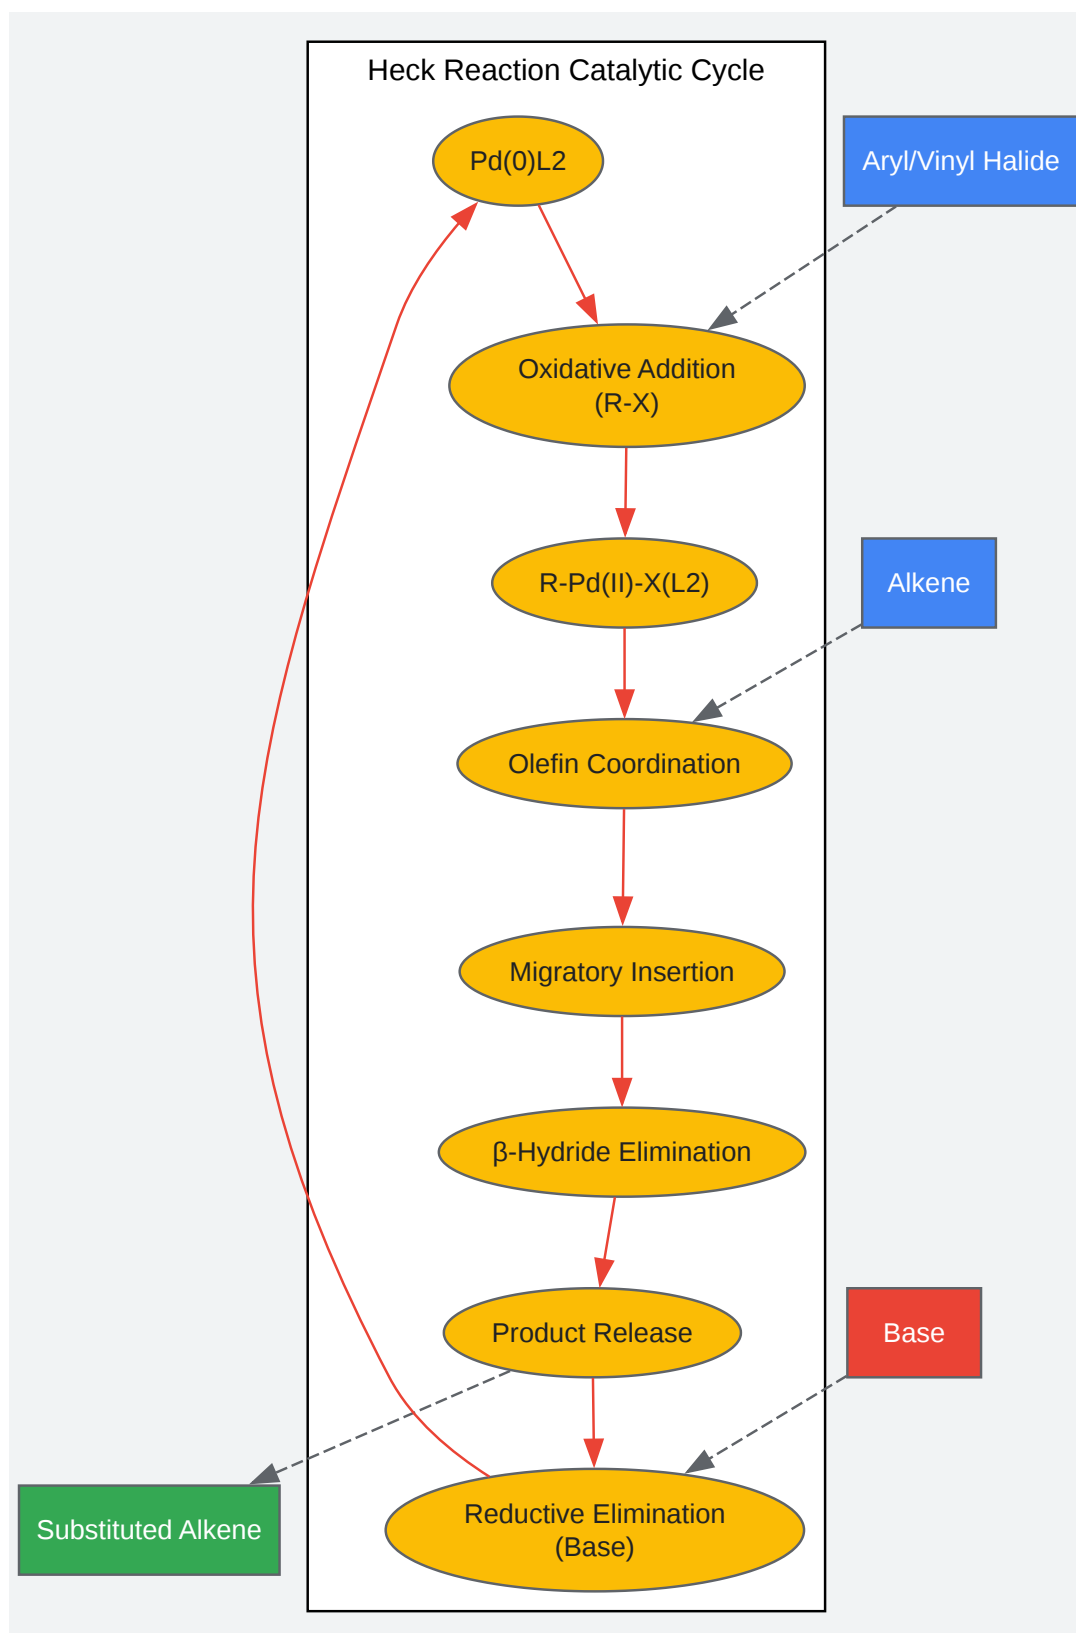 Heck Reaction Catalytic Cycle
Pd(0)L2
Aryl/Vinyl Halide
Oxidative Addition
(R-X)
R-Pd(II)-X(L2)
Alkene
Olefin Coordination
Migratory Insertion
β-Hydride Elimination
Product Release
Base
Reductive Elimination
(Base)
Substituted Alkene